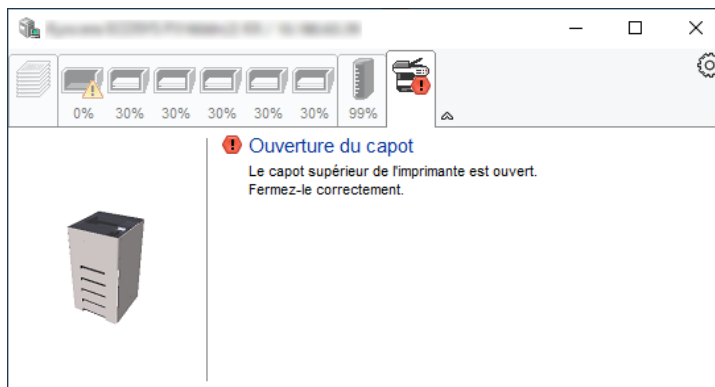 0% 30% 30% 30% 30% 30% 99%
Ouverture du capot
Le capot supérieur de l'imprimante est ouvert.
Fermez-le correctement.